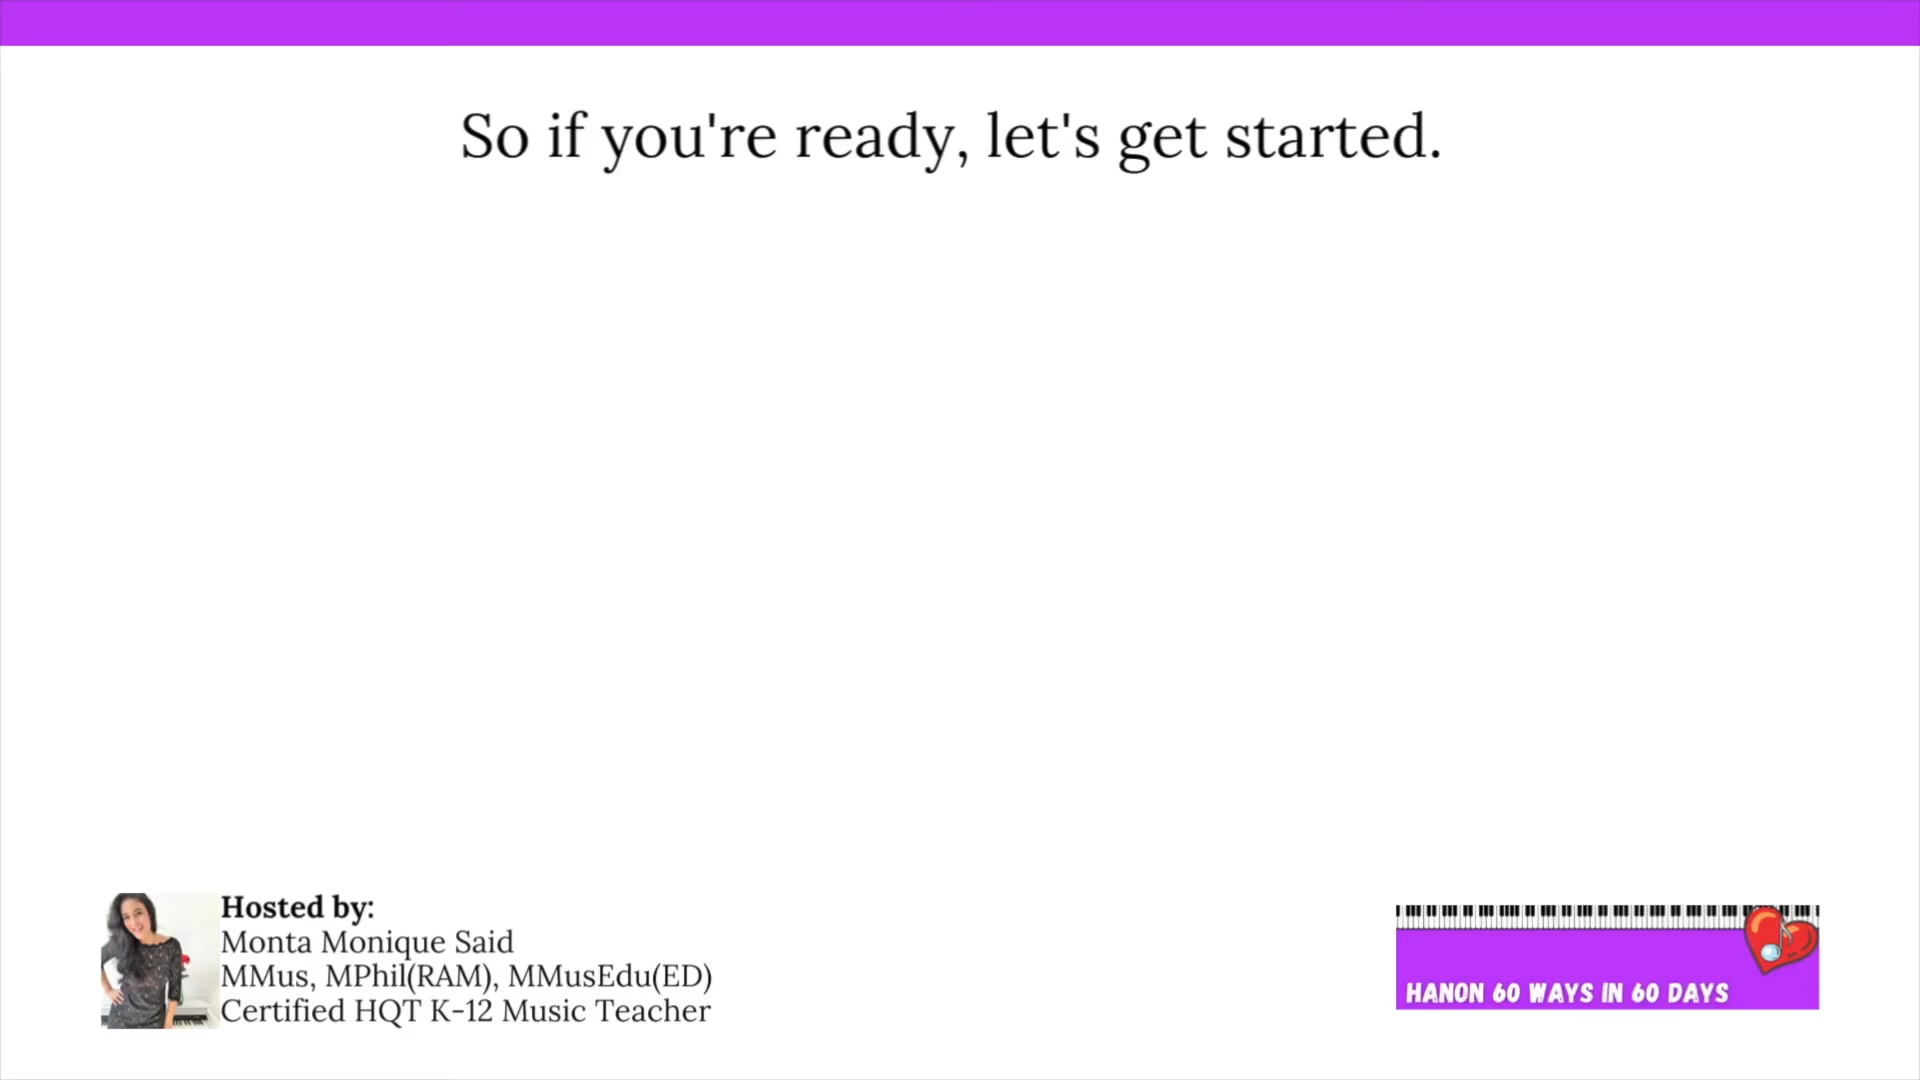 So if you're ready, let's get started.
Hosted by:
Monta Monique Said
MMus, MPhil(RAM), MMusEdu(ED)
Certified HQT K-12 Music Teacher
HANON 60 WAYS IN 60 DAYS